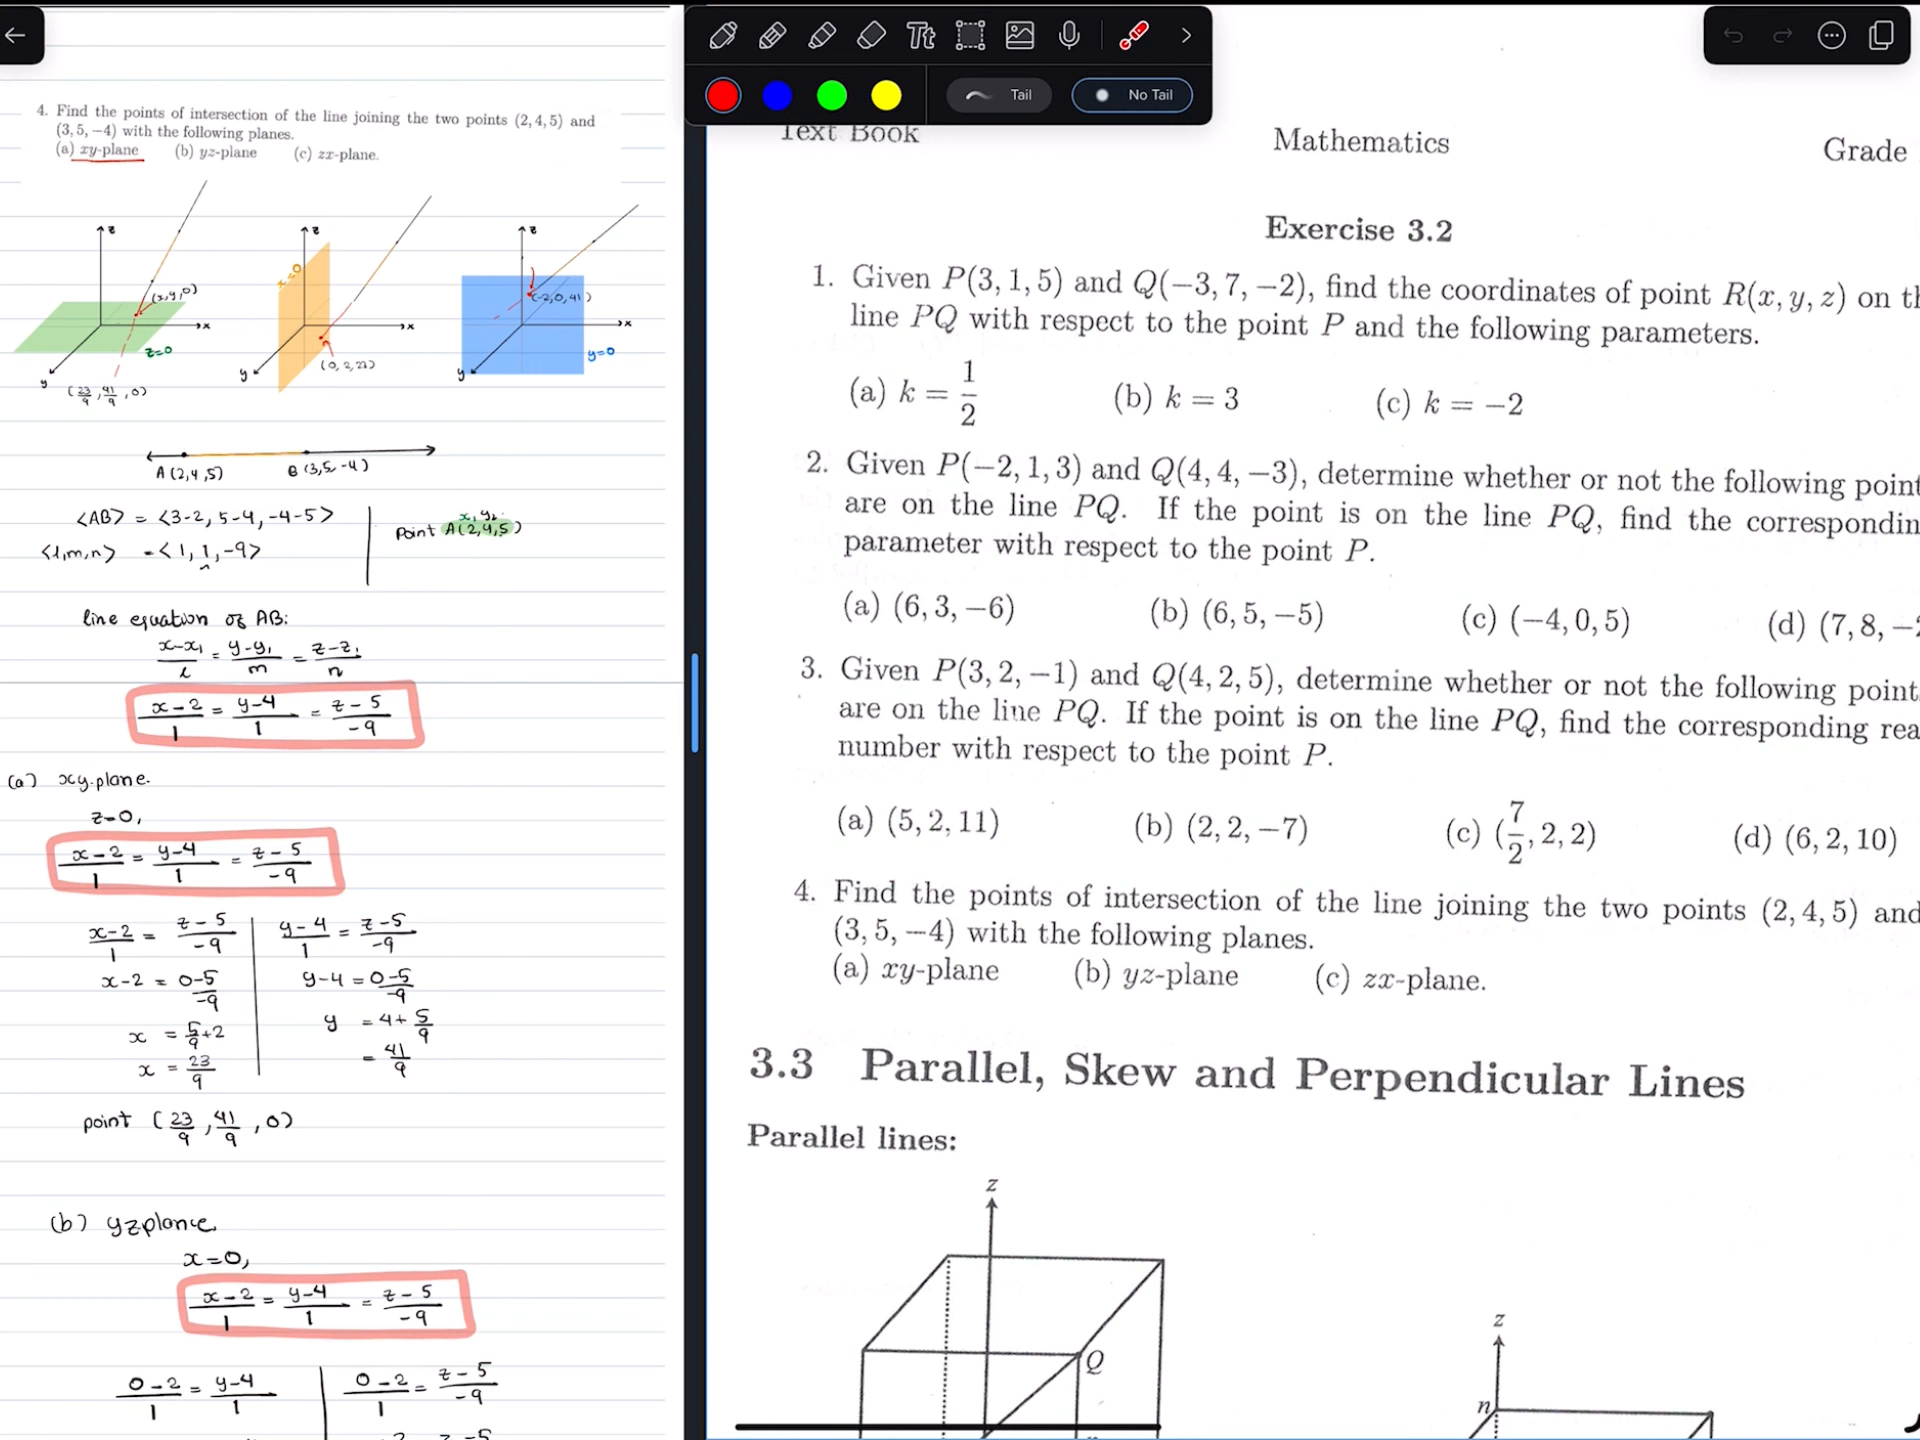 4. Find the points of intersection of the line joining the two points (2, 4, 5) and
(3, 5, −4) with the following planes.
(a) xy-plane (b) yz-plane (c) zx-plane.
z
x
y
(x,y,0)
z=0
(23/9, 41/9, 0)
z
x
y
x=0
(0, 2, 23)
z
x
y
(-2,0,41)
y=0
A(2,4,5) B(3,5,-4)
<AB> = <3-2, 5-4, -4-5>
<l,m,n> = <1, 1, -9>
x, y, z.
point A(2,4,5)
line equation of AB:
x-x₁/l = y-y₁/m = z-z₁/n
x-2/1 = y-4/1 = z-5/-9
(a) xy-plane.
z=0,
x-2/1 = y-4/1 = z-5/-9
x-2/1 = z-5/-9
x-2 = 0-5/-9
x = 5/9+2
x = 23/9
y-4/1 = z-5/-9
y-4 = 0-5/-9
y = 4+5/9
= 41/9
point (23/9, 41/9, 0)
(b) yzplane
x=0,
x-2/1 = y-4/1 = z-5/-9
0-2/1 = y-4/1
0-2/1 = z-5/-9
Tt
Tail
No Tail
Text Book Mathematics Grade
Exercise 3.2
1. Given P(3, 1, 5) and Q(−3, 7, −2), find the coordinates of point R(x, y, z) on th
line PQ with respect to the point P and the following parameters.
(a) k = 1/2 (b) k = 3 (c) k = −2
2. Given P(−2, 1, 3) and Q(4, 4, −3), determine whether or not the following point
are on the line PQ. If the point is on the line PQ, find the correspondin
parameter with respect to the point P.
(a) (6, 3, −6) (b) (6, 5, −5) (c) (−4, 0, 5) (d) (7, 8, −
3. Given P(3, 2, −1) and Q(4, 2, 5), determine whether or not the following point
are on the line PQ. If the point is on the line PQ, find the corresponding rea
number with respect to the point P.
(a) (5, 2, 11) (b) (2, 2, −7) (c) (7/2, 2, 2) (d) (6, 2, 10)
4. Find the points of intersection of the line joining the two points (2, 4, 5) and
(3, 5, −4) with the following planes.
(a) xy-plane (b) yz-plane (c) zx-plane.
3.3 Parallel, Skew and Perpendicular Lines
Parallel lines:
z
Q
z
n